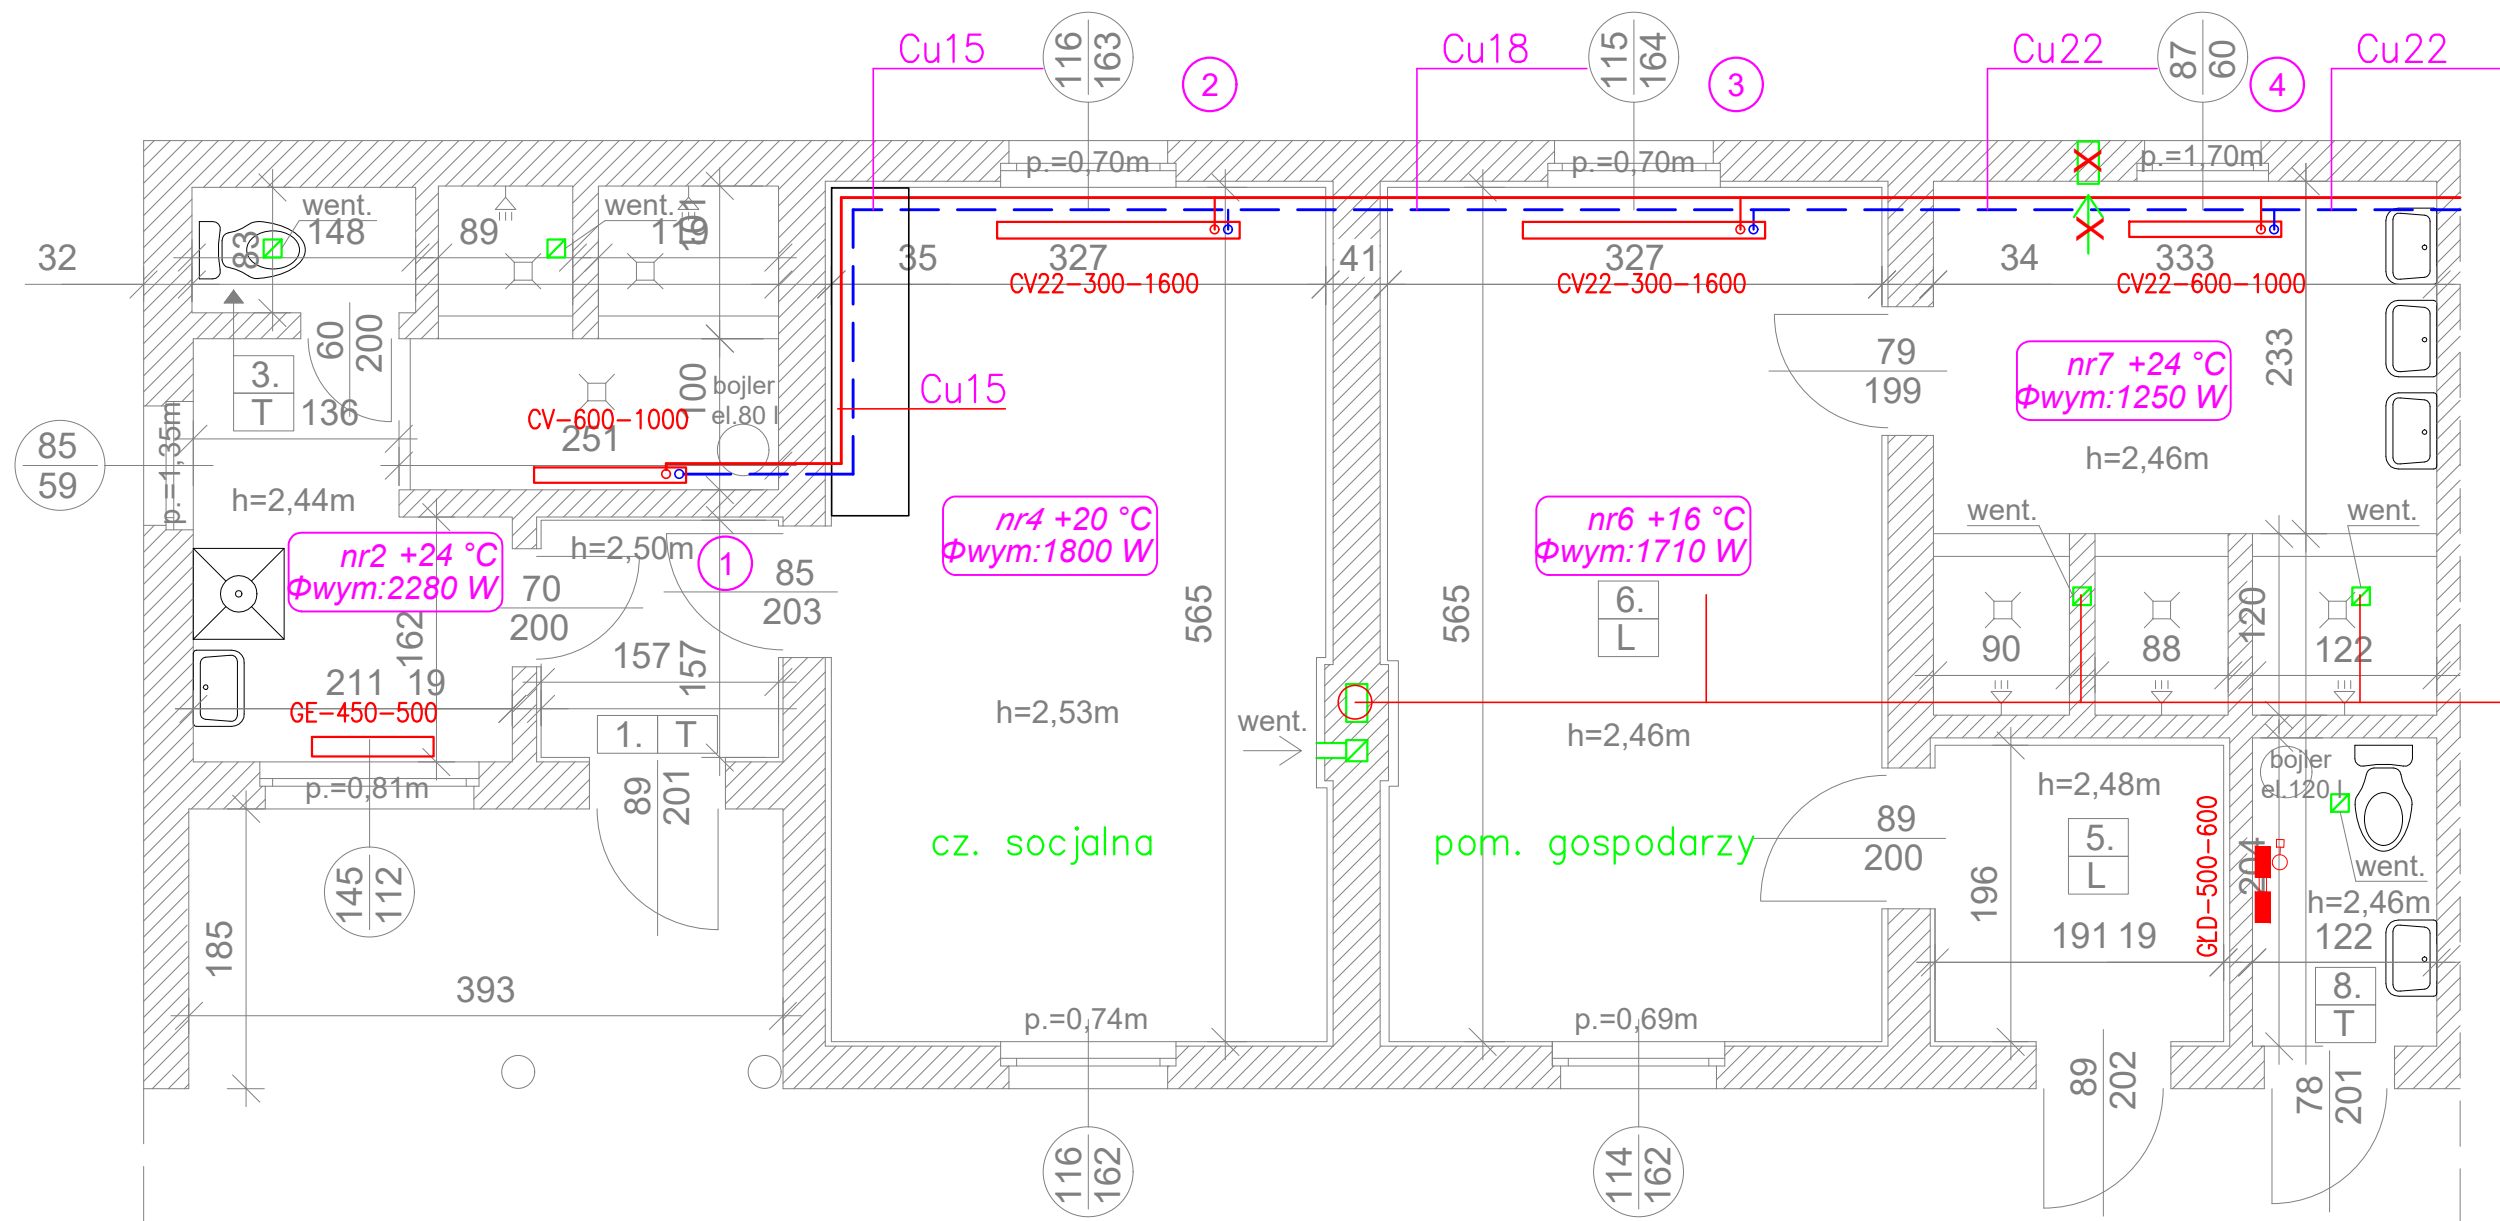 Cu15
116
163
2
Cu18
115
164
3
Cu22
87
60
4
Cu22
p.=0,70m
p.=0,70m
p.=1,70m
went.
148
83
89
went.
119
161
32
35
327
41
327
34
333
CV22-300-1600
CV22-300-1600
CV22-600-1000
60
200
3.
T
136
100
bojler
el.80 l
Cu15
CV-600-1000
251
79
199
nr7 +24 °C
Φwym:1250 W
233
85
59
p.=1,35m
h=2,44m
h=2,46m
nr2 +24 °C
Φwym:2280 W
h=2,50m
1
nr4 +20 °C
Φwym:1800 W
nr6 +16 °C
Φwym:1710 W
went.
went.
70
200
85
203
162
157
157
565
565
6.
L
90
88
120
122
211
19
GE-450-500
1.
T
h=2,53m
went.
h=2,46m
p.=0,81m
89
201
h=2,48m
bojler
el.120 l
cz. socjalna
pom. gospodarzy
89
200
5.
L
GŁD-500-600
204
went.
145
112
185
196
191
19
h=2,46m
122
393
p.=0,74m
p.=0,69m
8.
T
89
202
78
201
116
162
114
162